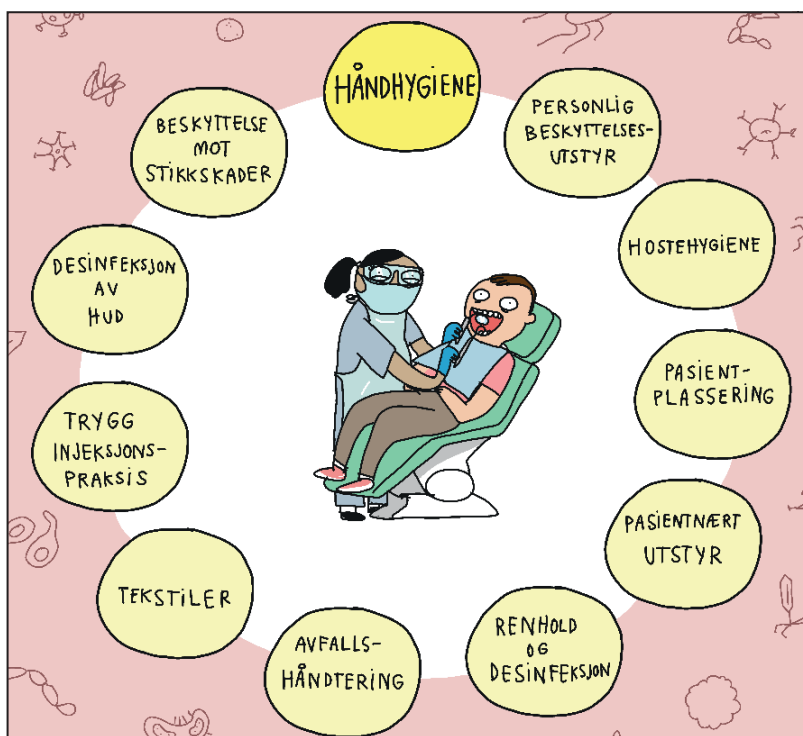 HÅNDHYGIENE
PERSONLIG
BESKYTTELSES-
UTSTYR
HOSTEHYGIENE
PASIENT-
PLASSERING
PASIENTNÆRT
UTSTYR
RENHOLD
OG
DESINFEKSJON
AVFALLS-
HÅNDTERING
TEKSTILER
TRYGG
INJEKSJONS-
PRAKSIS
DESINFEKSJON
AV
HUD
BESKYTTELSE
MOT
STIKKSKADER